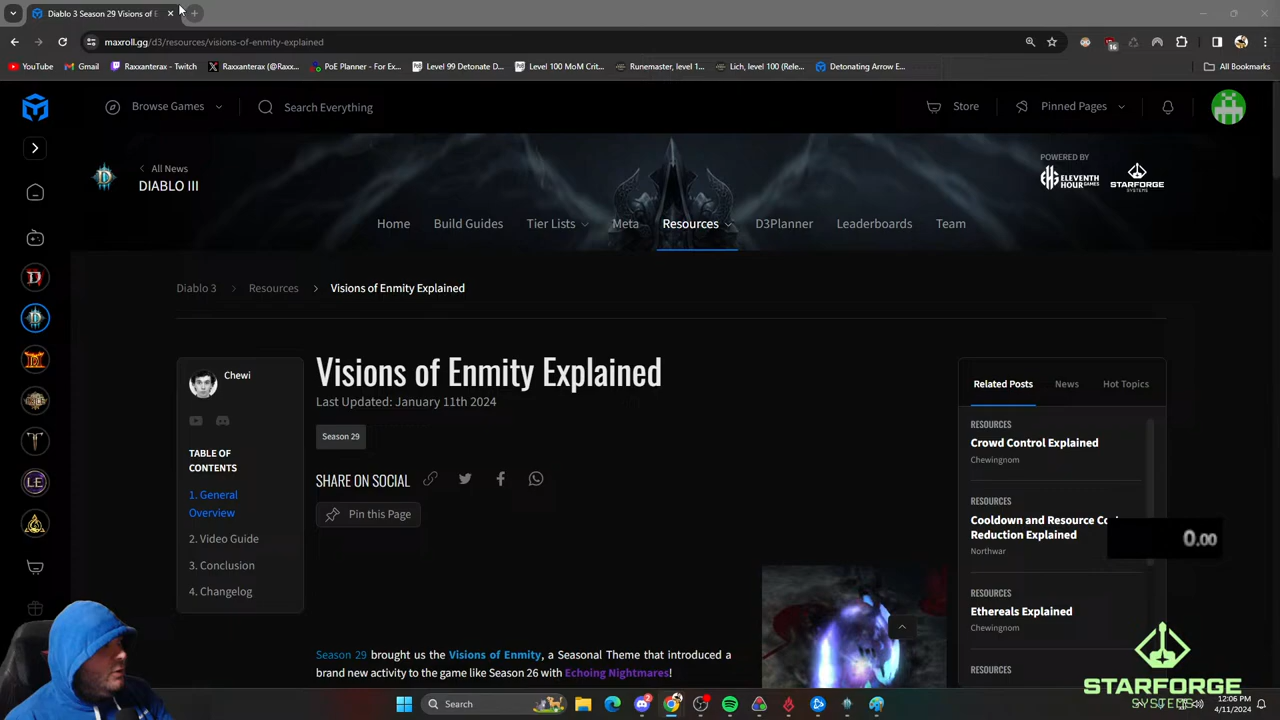 Diablo 3 Season 29 Visions of E
maxroll.gg/d3/resources/visions-of-enmity-explained
16
YouTube
Gmail
Raxxanterax - Twitch
Raxxanterax (@Raxx...
PoE Planner - For Ex...
Level 99 Detonate D...
Level 100 MoM Crit...
Runemaster, level 1...
Lich, level 100 (Rele...
Detonating Arrow E...
All Bookmarks
Browse Games
Search Everything
Store
Pinned Pages
All News
DIABLO III
POWERED BY
ELEVENTH
HOUR GAMES
STARFORGE
SYSTEMS
Home
Build Guides
Tier Lists
Meta
Resources
D3Planner
Leaderboards
Team
Diablo 3
Resources
Visions of Enmity Explained
Chewi
TABLE OF
CONTENTS
1. General
Overview
2. Video Guide
3. Conclusion
4. Changelog
Visions of Enmity Explained
Last Updated: January 11th 2024
Season 29
SHARE ON SOCIAL
Pin this Page
Season 29 brought us the Visions of Enmity, a Seasonal Theme that introduced a
brand new activity to the game like Season 26 with Echoing Nightmares!
Related Posts
News
Hot Topics
RESOURCES
Crowd Control Explained
Chewingnom
RESOURCES
Cooldown and Resource Co
Reduction Explained
Northwar
RESOURCES
Ethereals Explained
Chewingnom
RESOURCES
0.00
STARFORGE
SYSTEMS
Search
12:06 PM
4/11/2024